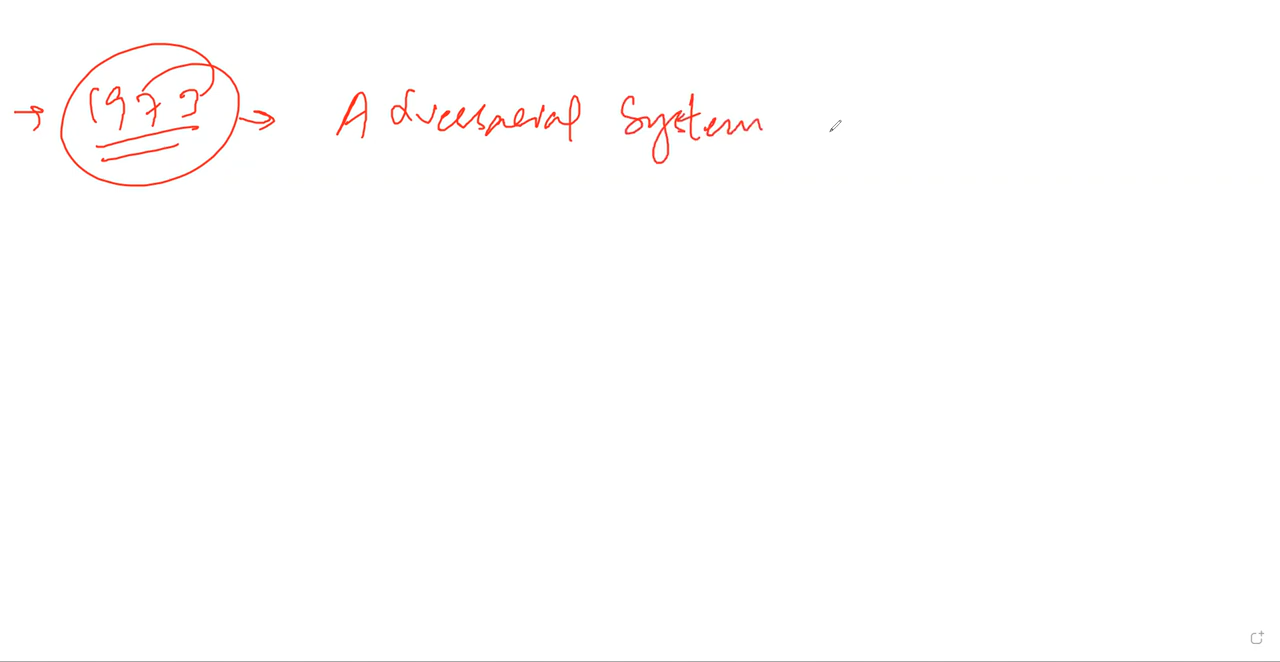 → 1973 → Adversarial System